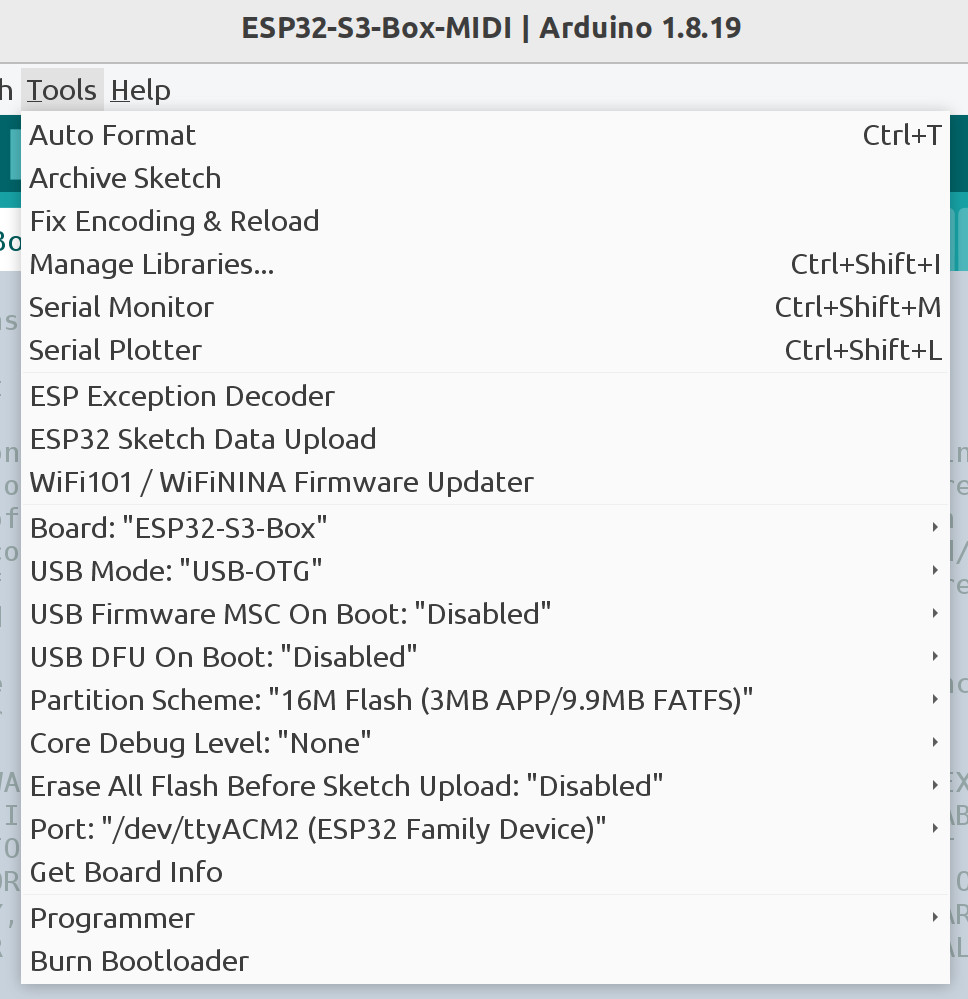 ESP32-S3-Box-MIDI | Arduino 1.8.19
h Tools Help
Auto Format Ctrl+T
Archive Sketch
Fix Encoding & Reload
Manage Libraries... Ctrl+Shift+I
Serial Monitor Ctrl+Shift+M
Serial Plotter Ctrl+Shift+L
ESP Exception Decoder
ESP32 Sketch Data Upload
WiFi101 / WiFiNINA Firmware Updater
Board: "ESP32-S3-Box"
USB Mode: "USB-OTG"
USB Firmware MSC On Boot: "Disabled"
USB DFU On Boot: "Disabled"
Partition Scheme: "16M Flash (3MB APP/9.9MB FATFS)"
Core Debug Level: "None"
Erase All Flash Before Sketch Upload: "Disabled"
Port: "/dev/ttyACM2 (ESP32 Family Device)"
Get Board Info
Programmer
Burn Bootloader